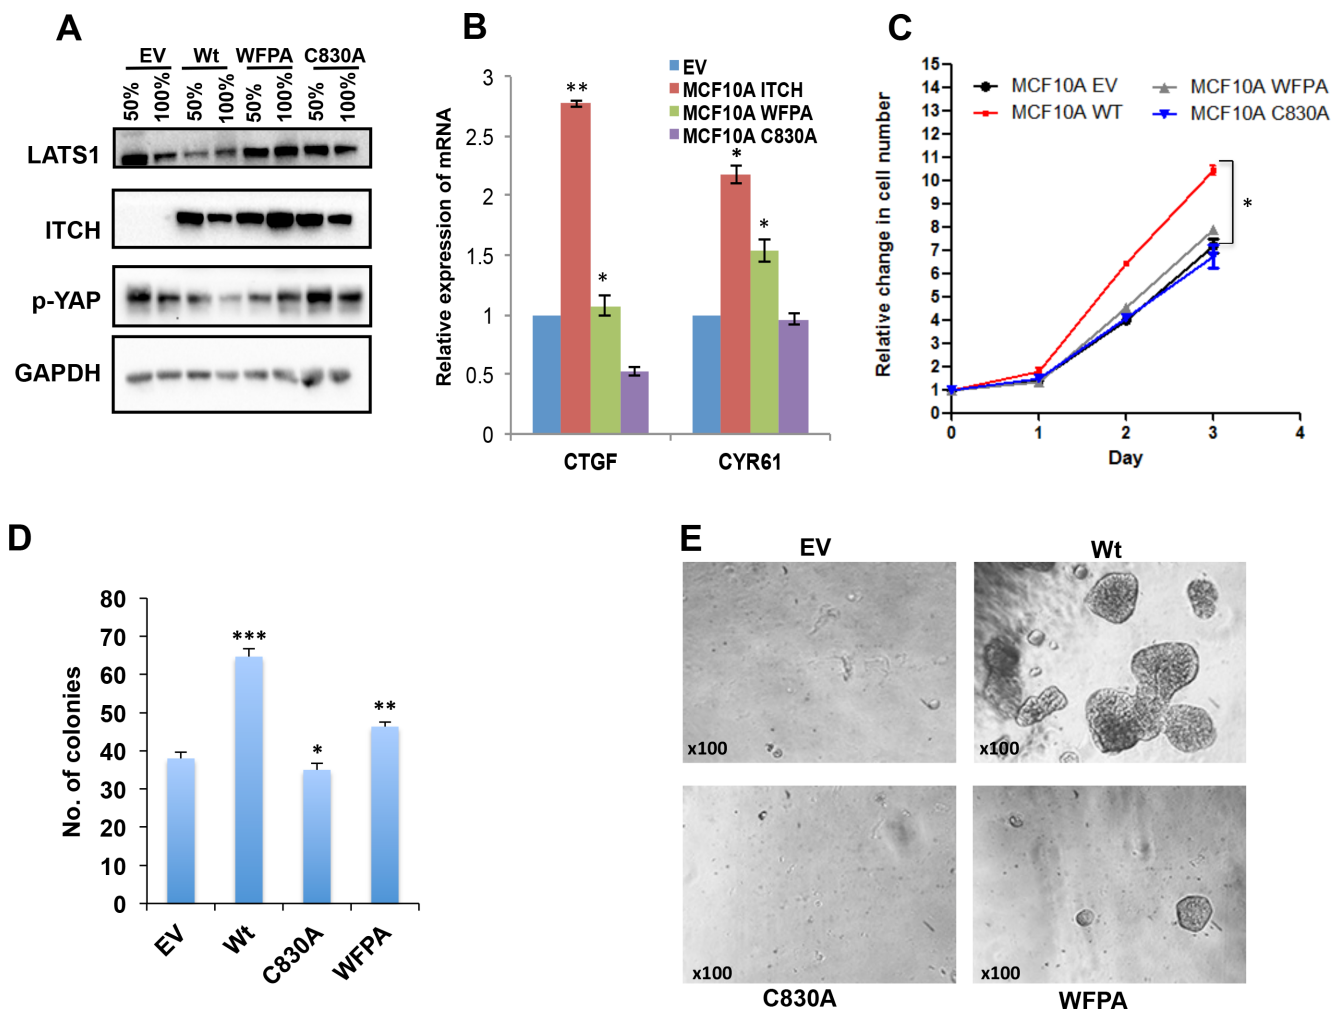 A
EV Wt WFPA C830A
50% 100% 50% 100% 50% 100% 50% 100%
LATS1
ITCH
p-YAP
GAPDH
B
EV
MCF10A ITCH
MCF10A WFPA
MCF10A C830A
Relative expression of mRNA
3
2.5
2
1.5
1
0.5
0
** * * *
CTGF CYR61
C
MCF10A EV
MCF10A WT
MCF10A WFPA
MCF10A C830A
Relative change in cell number
15
14
13
12
11
10
9
8
7
6
5
4
3
2
1
0
*
0 1 2 3 4
Day
D
No. of colonies
80
70
60
50
40
30
20
10
0
*** * **
EV Wt C830A WFPA
E
EV Wt
x100 x100
x100 x100
C830A WFPA